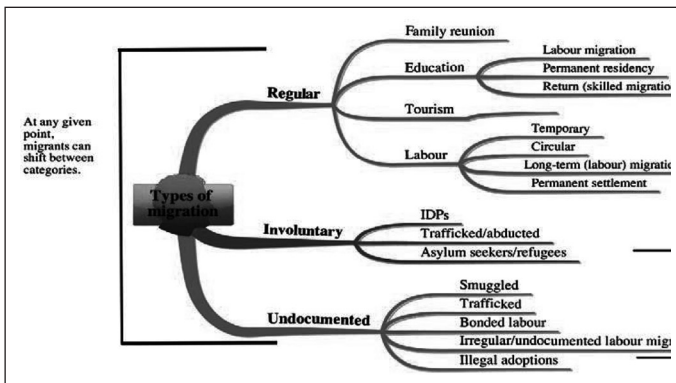 At any given
point,
migrants can
shift between
categories.
Types of
migration
Regular
Family reunion
Education
Labour migration
Permanent residency
Return (skilled migratio
Tourism
Labour
Temporary
Circular
Long-term (labour) migratio
Permanent settlement
Involuntary
IDPs
Trafficked/abducted
Asylum seekers/refugees
Undocumented
Smuggled
Trafficked
Bonded labour
Irregular/undocumented labour mig
Illegal adoptions